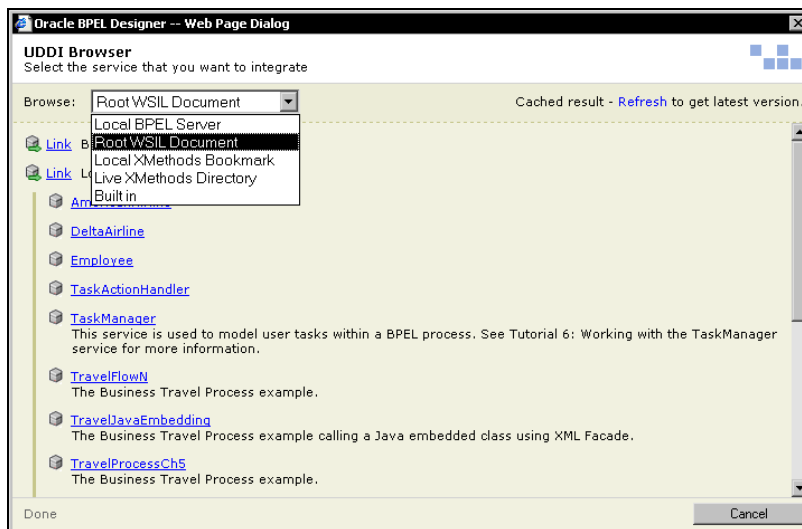 Oracle BPEL Designer -- Web Page Dialog
UDDI Browser
Select the service that you want to integrate
Browse: Root WSIL Document Cached result - Refresh to get latest version.
Local BPEL Server
Root WSIL Document
Local XMethods Bookmark
Live XMethods Directory
Built in
Link B
Link Lo
DeltaAirline
Employee
TaskActionHandler
TaskManager
This service is used to model user tasks within a BPEL process. See Tutorial 6: Working with the TaskManager
service for more information.
TravelFlowN
The Business Travel Process example.
TravelJavaEmbedding
The Business Travel Process example calling a Java embedded class using XML Facade.
TravelProcessCh5
The Business Travel Process example.
Done Cancel